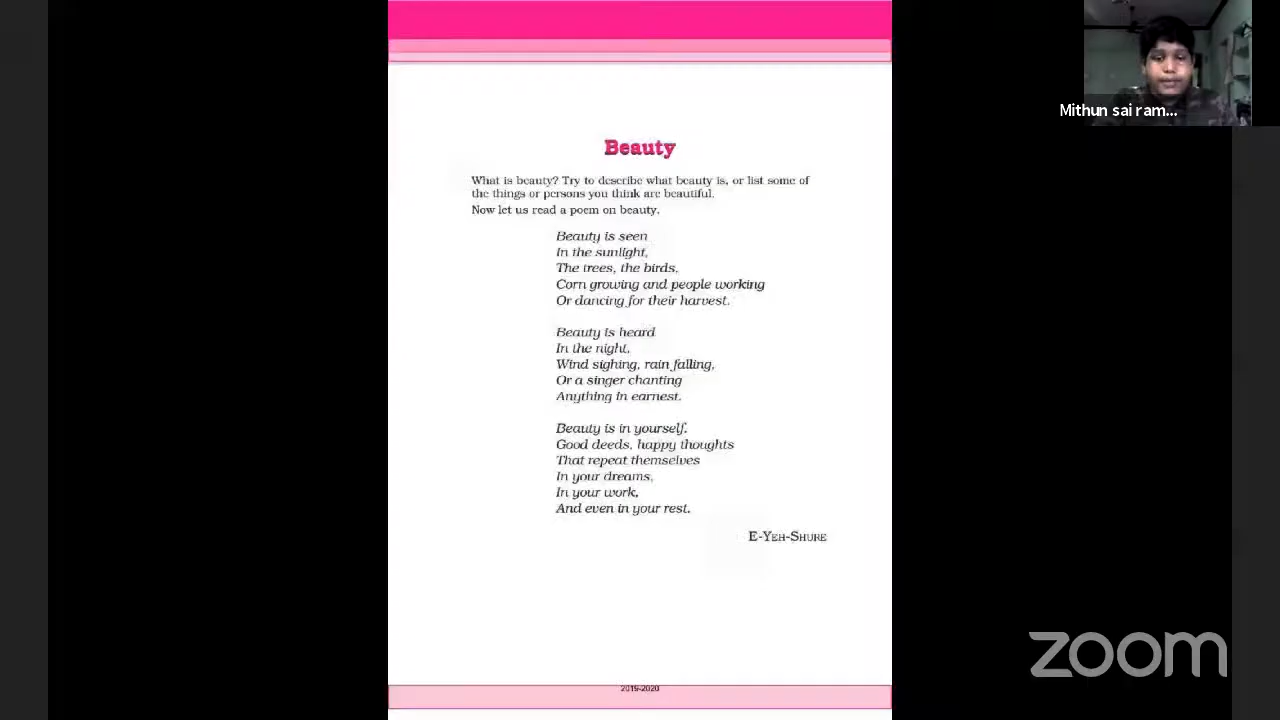 Mithun sai ram...
Beauty
What is beauty? Try to describe what beauty is, or list some of
the things or persons you think are beautiful.
Now let us read a poem on beauty.
Beauty is seen
In the sunlight,
The trees, the birds,
Corn growing and people working
Or dancing for their harvest.
Beauty is heard
In the night,
Wind sighing, rain falling,
Or a singer chanting
Anything in earnest.
Beauty is in yourself.
Good deeds, happy thoughts
That repeat themselves
In your dreams,
In your work,
And even in your rest.
E-YEH-SHURE
2019-2020
zoom